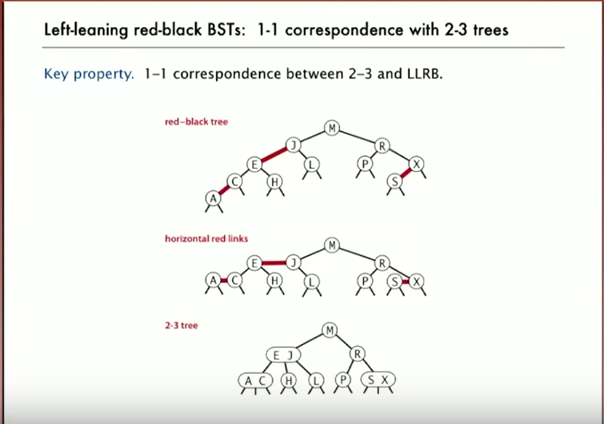 Left-leaning red-black BSTs: 1-1 correspondence with 2-3 trees
Key property. 1–1 correspondence between 2–3 and LLRB.
red–black tree
M
J R
E L P X
C H S
A
horizontal red links
M
E J R
A C H L P S X
2-3 tree
M
E J R
A C H L P S X